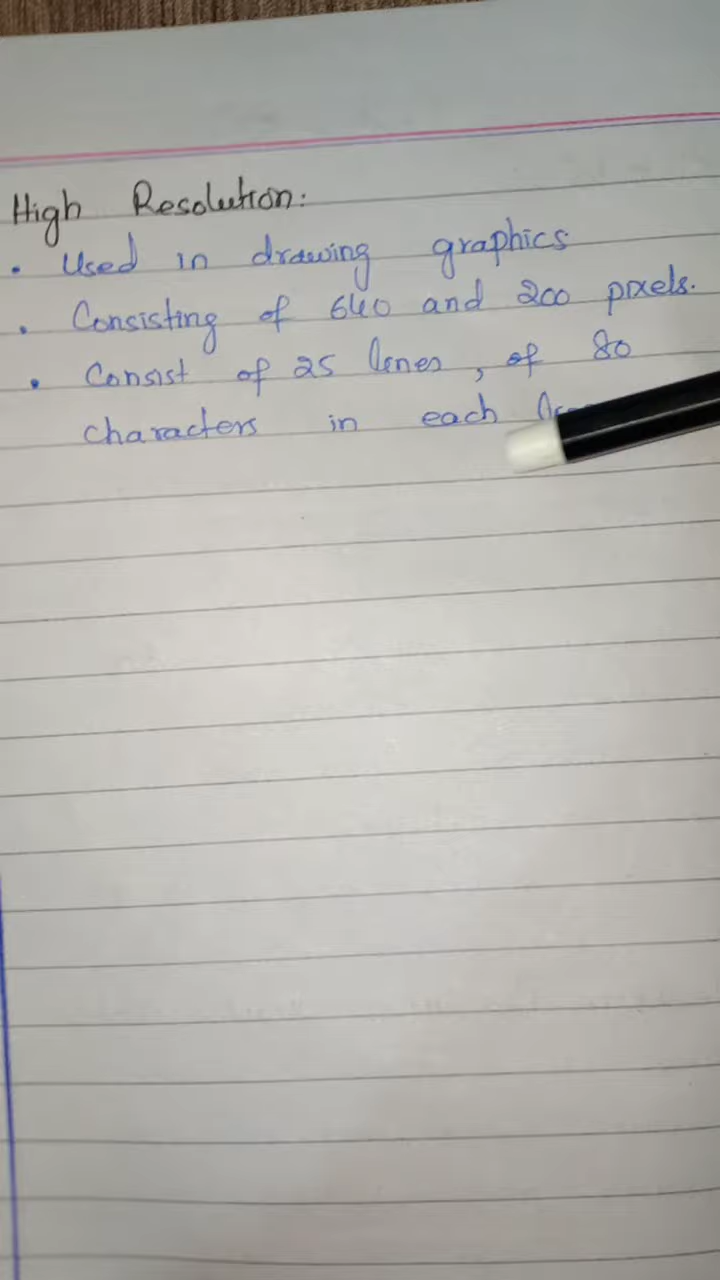 High Resolution:
• Used in drawing graphics
• Consisting of 640 and 200 pixels.
• Consist of 25 lines, of 80
characters in each